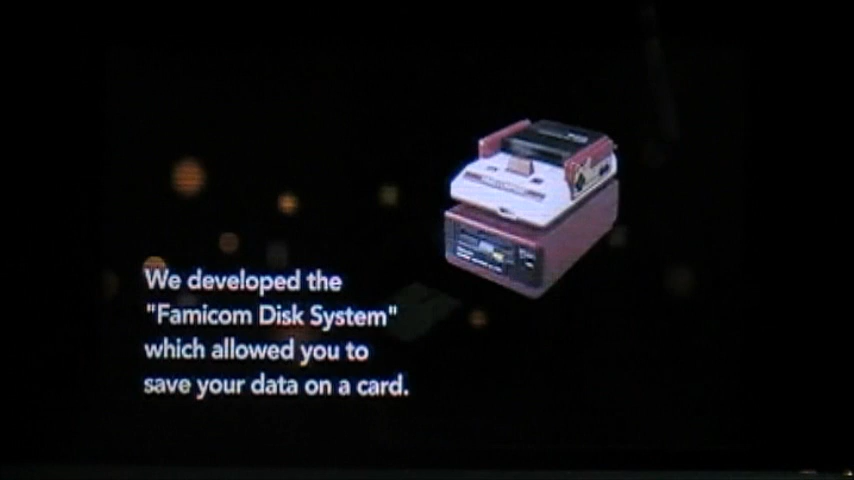 We developed the
"Famicom Disk System"
which allowed you to
save your data on a card.